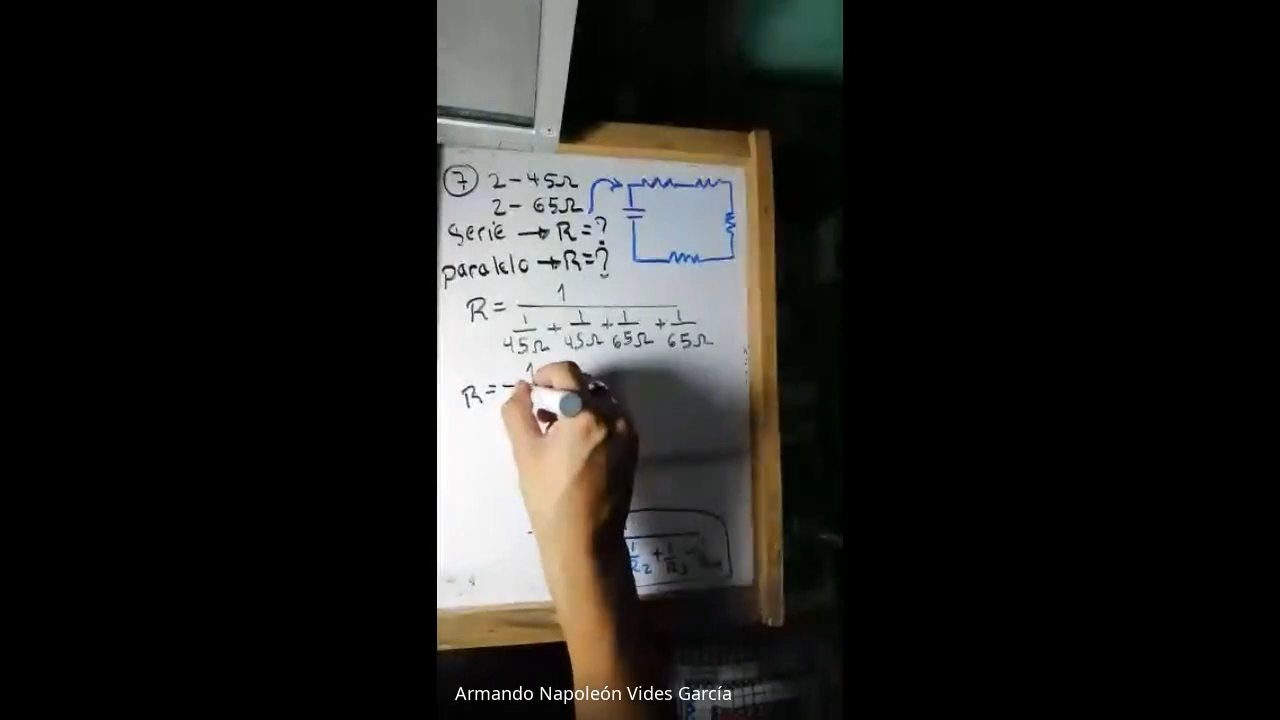 7 2 - 45Ω
2 - 65Ω
serie → R = ?
paralelo → R = ?
R = 1 / (1/45Ω + 1/45Ω + 1/65Ω + 1/65Ω)
R = 1
Armando Napoleón Vides García